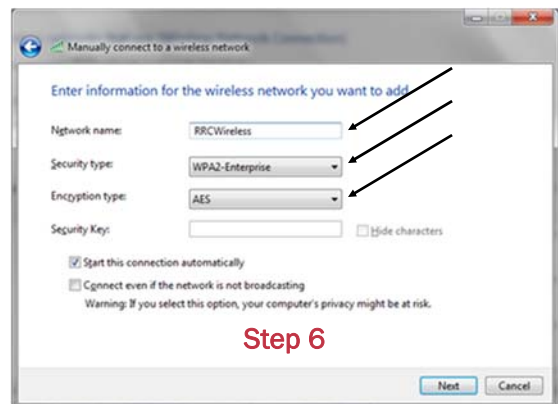 Manually connect to a wireless network
Enter information for the wireless network you want to add
Network name: RRCWireless
Security type: WPA2-Enterprise
Encryption type: AES
Security Key: Hide characters
Start this connection automatically
Connect even if the network is not broadcasting
Warning: If you select this option, your computer's privacy might be at risk.
Step 6
Next Cancel